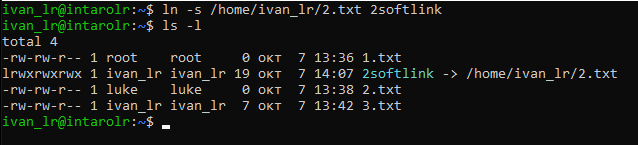 ivan_lr@intarolr:~$ ln -s /home/ivan_lr/2.txt 2softlink
ivan_lr@intarolr:~$ ls -l
total 4
-rw-rw-r-- 1 root    root     0 окт  7 13:36 1.txt
lrwxrwxrwx 1 ivan_lr ivan_lr 19 окт  7 14:07 2softlink -> /home/ivan_lr/2.txt
-rw-rw-r-- 1 luke    luke     0 окт  7 13:38 2.txt
-rw-rw-r-- 1 ivan_lr ivan_lr  7 окт  7 13:42 3.txt
ivan_lr@intarolr:~$